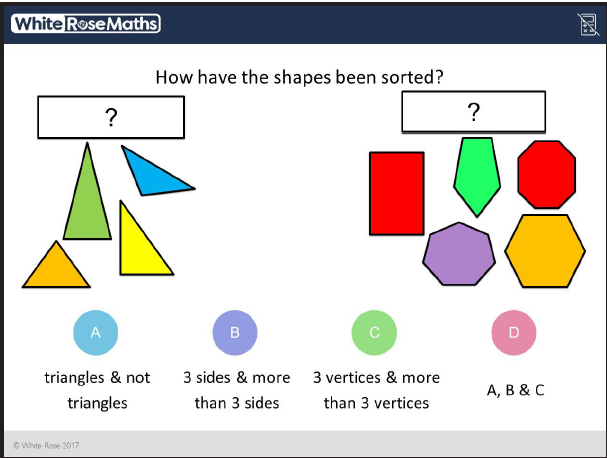 White Rose Maths
How have the shapes been sorted?
?
?
A
B
C
D
triangles & not
triangles
3 sides & more
than 3 sides
3 vertices & more
than 3 vertices
A, B & C
© White Rose 2017